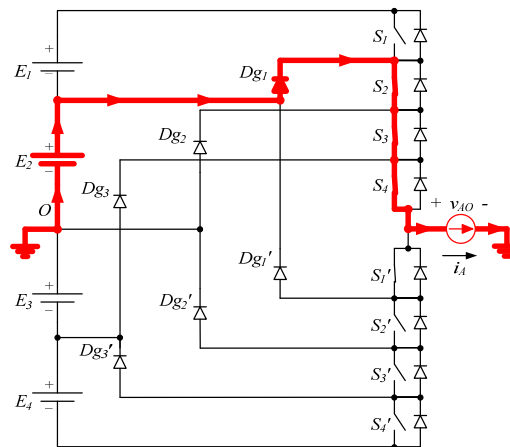 +
E1
−
S1
Dg1
S2
+
E2
−
Dg2
S3
Dg3
S4
O
+ vAO -
iA
Dg1'
S1'
+
E3
−
Dg2'
S2'
Dg3'
S3'
+
E4
−
S4'